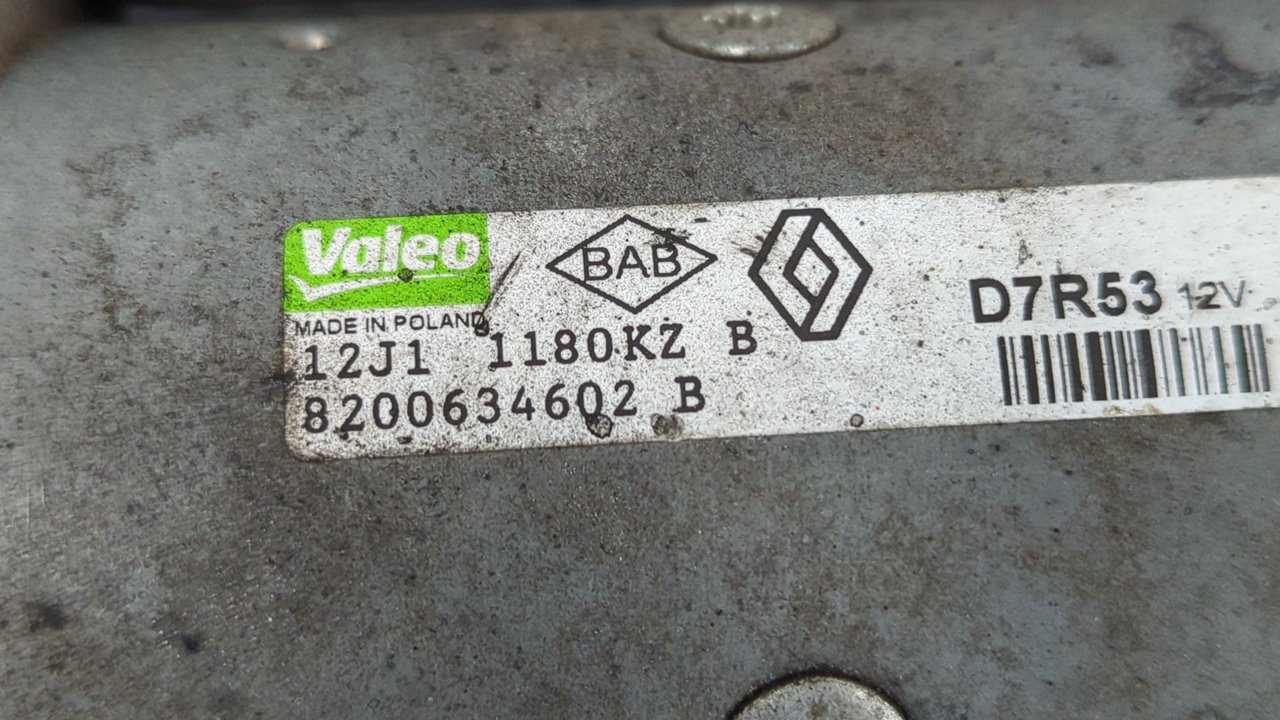 Valeo
BAB
D7R53 12V
MADE IN POLAND
12J1 1180KZ B
8200634602 B